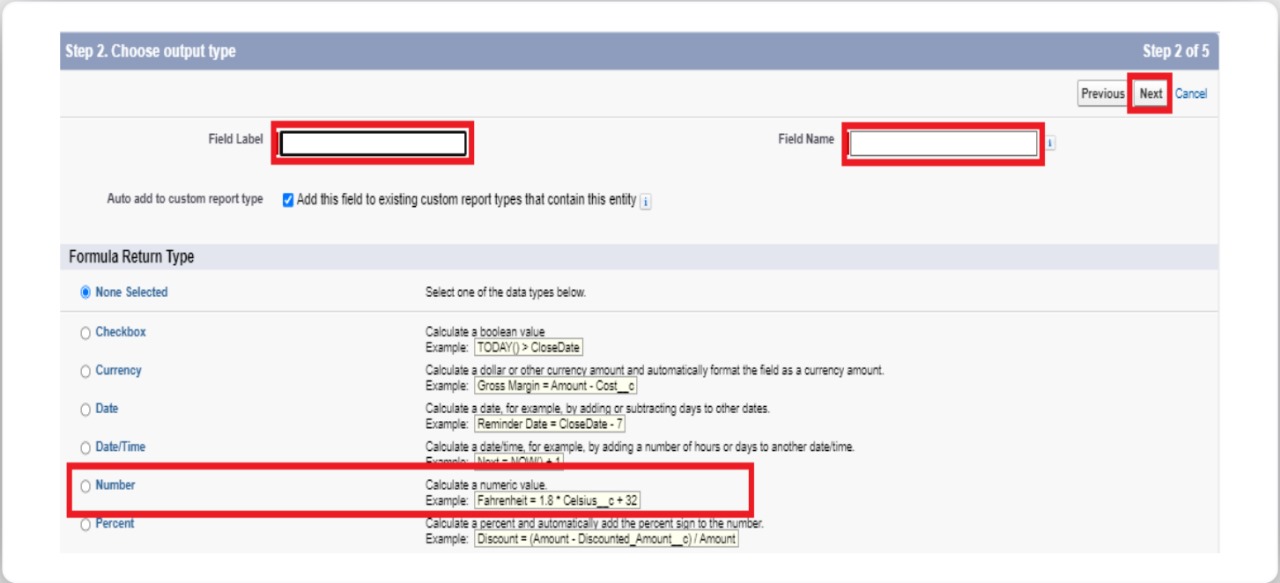 Step 2. Choose output type Step 2 of 5
Previous Next Cancel
Field Label Field Name i
Auto add to custom report type Add this field to existing custom report types that contain this entity i
Formula Return Type
None Selected Select one of the data types below.
Checkbox Calculate a boolean value
Example: TODAY() > CloseDate
Currency Calculate a dollar or other currency amount and automatically format the field as a currency amount.
Example: Gross Margin = Amount - Cost__c
Date Calculate a date, for example, by adding or subtracting days to other dates.
Example: Reminder Date = CloseDate - 7
Date/Time Calculate a date/time, for example, by adding a number of hours or days to another date/time.
Example: Next = NOW() + 1
Number Calculate a numeric value.
Example: Fahrenheit = 1.8 * Celsius__c + 32
Percent Calculate a percent and automatically add the percent sign to the number.
Example: Discount = (Amount - Discounted_Amount__c) / Amount